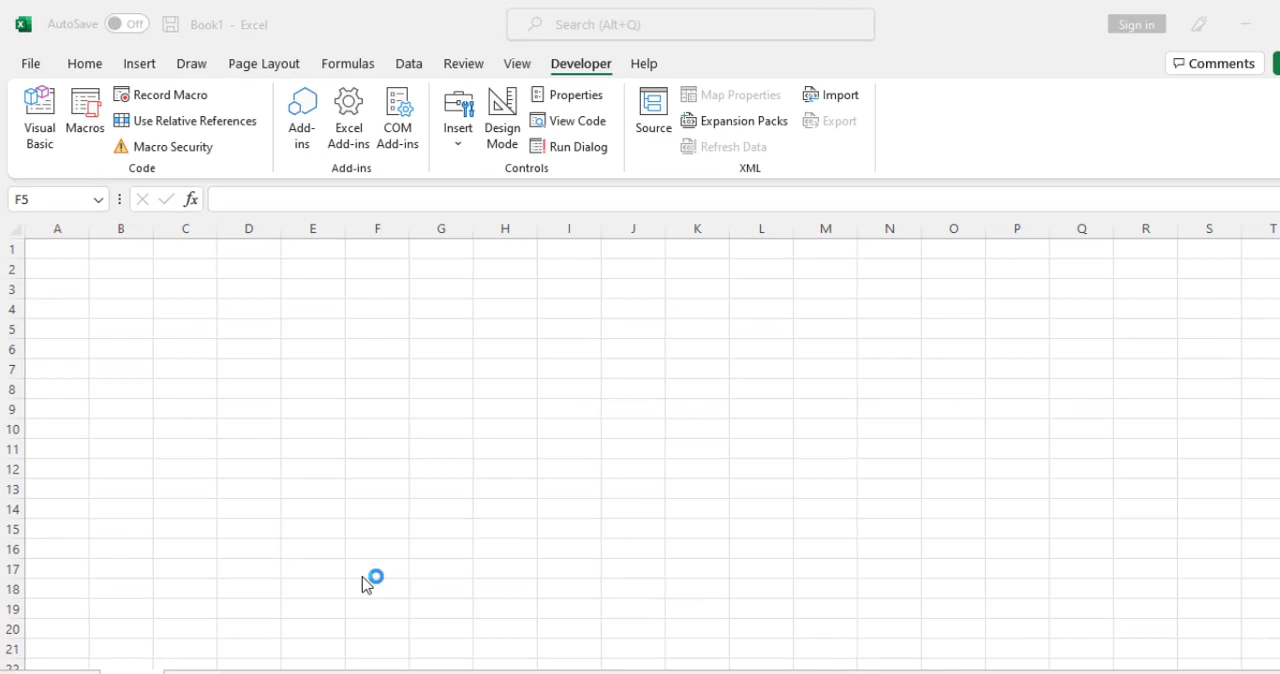 AutoSave Off Book1 - Excel Search (Alt+Q) Sign in
File Home Insert Draw Page Layout Formulas Data Review View Developer Help Comments
Visual Basic Macros Record Macro Use Relative References Macro Security
Add-ins Excel Add-ins COM Add-ins
Insert Design Mode Properties View Code Run Dialog
Source Map Properties Expansion Packs Refresh Data Import Export
Code Add-ins Controls XML
F5 fx
A B C D E F G H I J K L M N O P Q R S T
1
2
3
4
5
6
7
8
9
10
11
12
13
14
15
16
17
18
19
20
21
22